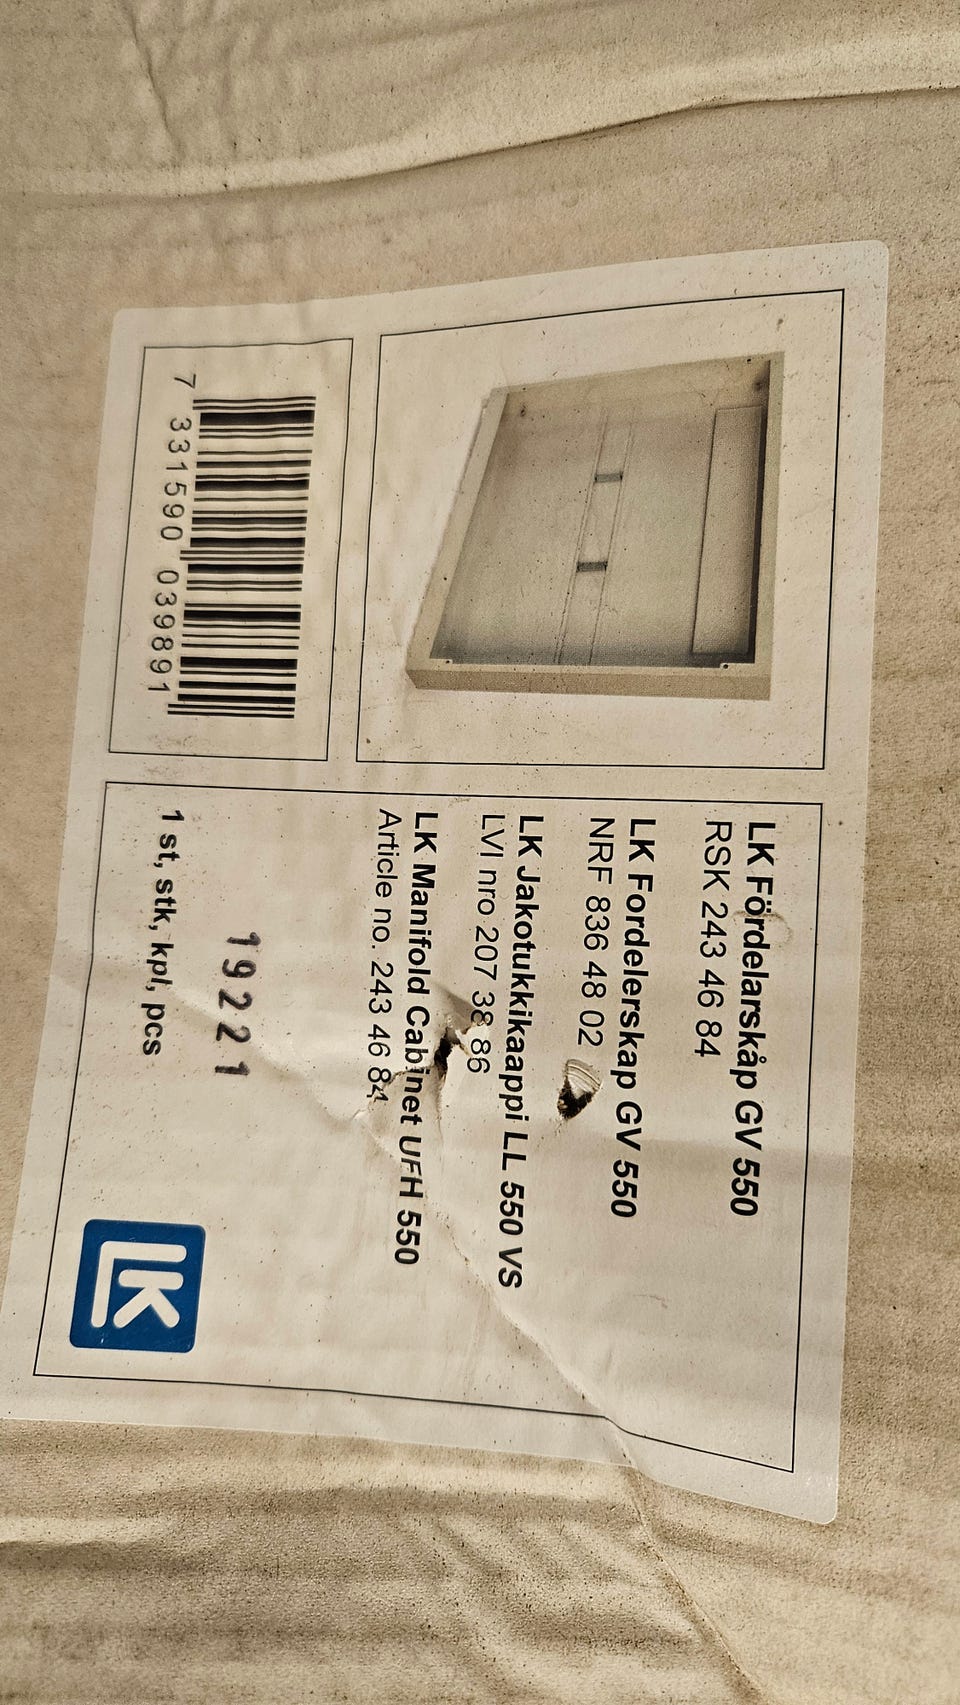 LK Fördelarskåp GV 550
RSK 243 46 84
LK Fordelerskap GV 550
NRF 836 48 02
LK Jakotukkikaappi LL 550 VS
LVI nro 207 38 86
LK Manifold Cabinet UFH 550
Article no. 243 46 84
19221
1 st, stk, kpl, pcs
LK
7 331590 039891